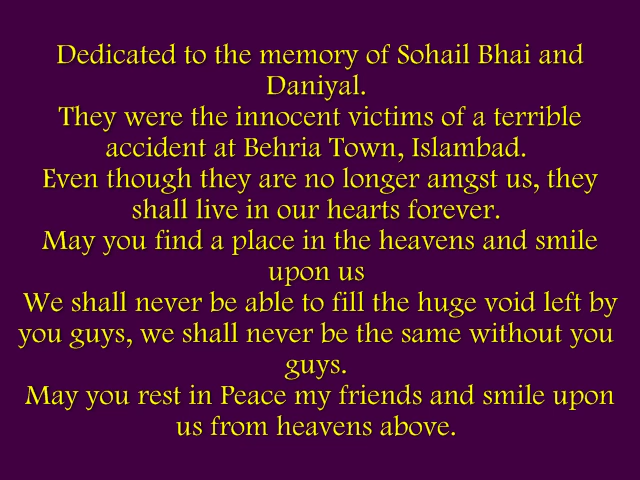 Dedicated to the memory of Sohail Bhai and
Daniyal.
They were the innocent victims of a terrible
accident at Behria Town, Islambad.
Even though they are no longer amgst us, they
shall live in our hearts forever.
May you find a place in the heavens and smile
upon us
We shall never be able to fill the huge void left by
you guys, we shall never be the same without you
guys.
May you rest in Peace my friends and smile upon
us from heavens above.